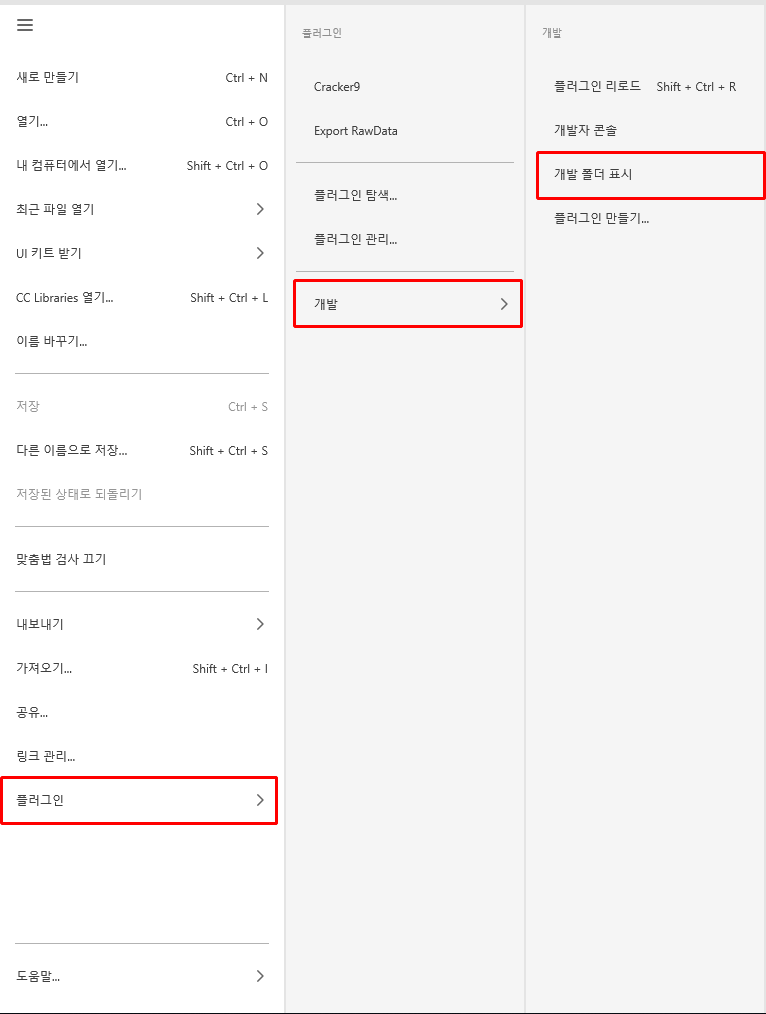 새로 만들기 Ctrl + N
열기... Ctrl + O
내 컴퓨터에서 열기... Shift + Ctrl + O
최근 파일 열기
UI 키트 받기
CC Libraries 열기... Shift + Ctrl + L
이름 바꾸기...
저장 Ctrl + S
다른 이름으로 저장... Shift + Ctrl + S
저장된 상태로 되돌리기
맞춤법 검사 끄기
내보내기
가져오기... Shift + Ctrl + I
공유...
링크 관리...
플러그인
도움말...
플러그인
Cracker9
Export RawData
플러그인 탐색...
플러그인 관리...
개발
개발
플러그인 리로드 Shift + Ctrl + R
개발자 콘솔
개발 폴더 표시
플러그인 만들기...